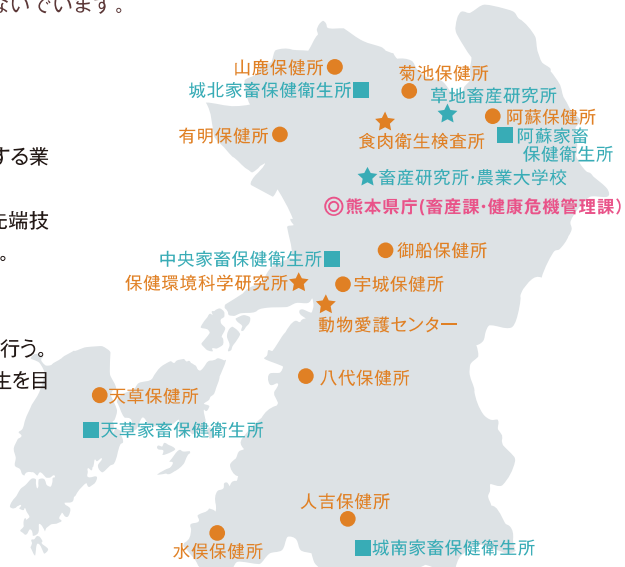 ないでいます。
する業
先端技
。
行う。
生を目
山鹿保健所
菊池保健所
城北家畜保健衛生所
草地畜産研究所
阿蘇保健所
有明保健所
食肉衛生検査所
阿蘇家畜
保健衛生所
畜産研究所・農業大学校
熊本県庁(畜産課・健康危機管理課)
御船保健所
中央家畜保健衛生所
保健環境科学研究所
宇城保健所
動物愛護センター
八代保健所
天草保健所
天草家畜保健衛生所
人吉保健所
水俣保健所
城南家畜保健衛生所